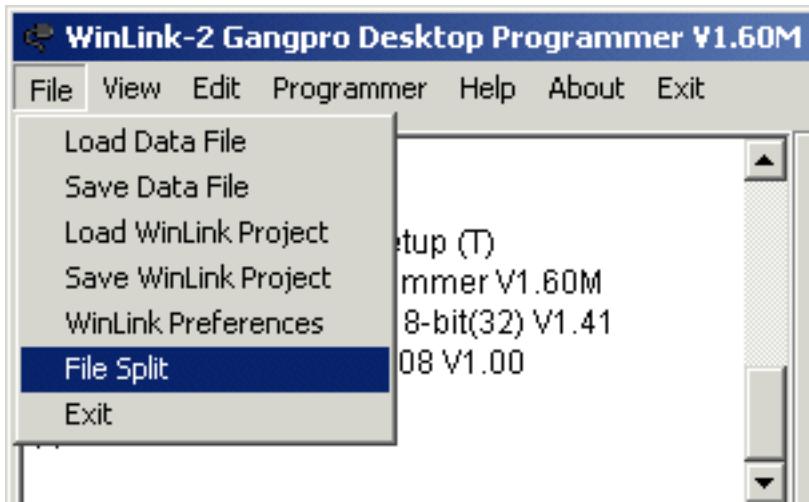 WinLink-2 Gangpro Desktop Programmer V1.60M
File View Edit Programmer Help About Exit
Load Data File
Save Data File
Load WinLink Project
Save WinLink Project
WinLink Preferences
File Split
Exit
etup (T)
mmer V1.60M
8-bit(32) V1.41
08 V1.00